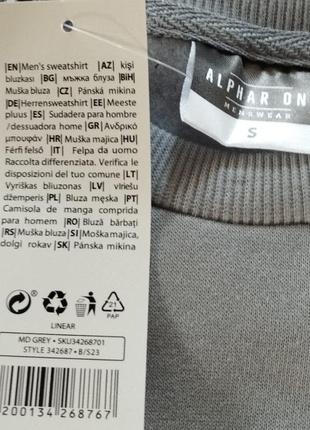 |EN|Men's sweatshirt |AZ| kişi
bluzkası |BG| мъжка блуза |BiH|
Muška bluza |CZ| Pánská mikina
|DE|Herrensweatshirt |EE| Meeste
pluus |ES| Sudadera para hombre
/dessuadora home |GR| Ανδρικό
μπουφάν |HR| Muška majica|HU|
Férfi felső |IT| Felpa da uomo
Raccolta differenziata. Verifica le
disposizioni del tuo comune |LT|
Vyriškas bliuzonas |LV| vīriešu
džemperis |PL| Bluza męska |PT|
Camisola de manga comprida
para homem |RO| Bluză bărbați
|RS|Muška bluza|SI|Moška majica,
dolgi rokav |SK| Pánska mikina
21
PAP
LINEAR
MD GREY • SKU34268701
STYLE 342687 • B/S23
200134 268767
ALPHAR ON
MENSWEAR
S